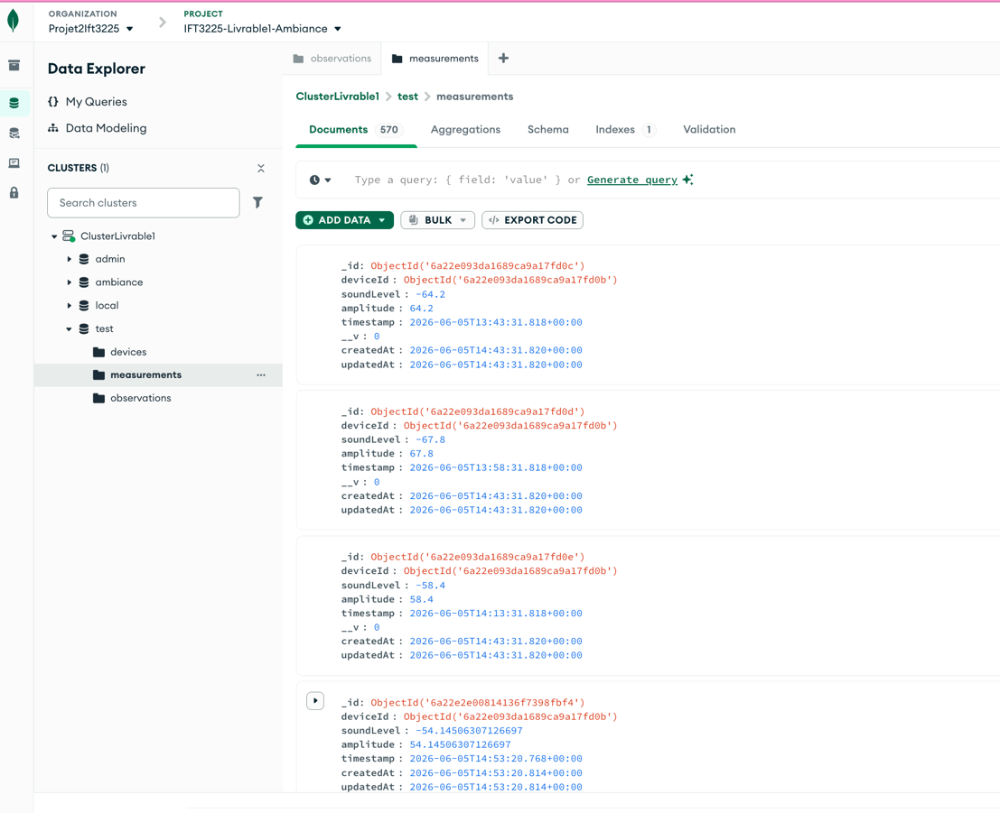 ORGANIZATION
Projet2Ift3225
PROJECT
IFT3225-Livrable1-Ambiance
Data Explorer
My Queries
Data Modeling
CLUSTERS (1)
Search clusters
ClusterLivrable1
admin
ambiance
local
test
devices
measurements
observations
observations
measurements
ClusterLivrable1 > test > measurements
Documents 570 Aggregations Schema Indexes 1 Validation
Type a query: { field: 'value' } or Generate query
ADD DATA BULK EXPORT CODE
_id: ObjectId('6a22e093da1689ca9a17fd0c')
deviceId : ObjectId('6a22e093da1689ca9a17fd0b')
soundLevel : -64.2
amplitude : 64.2
timestamp : 2026-06-05T13:43:31.818+00:00
__v : 0
createdAt : 2026-06-05T14:43:31.820+00:00
updatedAt : 2026-06-05T14:43:31.820+00:00
_id: ObjectId('6a22e093da1689ca9a17fd0d')
deviceId : ObjectId('6a22e093da1689ca9a17fd0b')
soundLevel : -67.8
amplitude : 67.8
timestamp : 2026-06-05T13:58:31.818+00:00
__v : 0
createdAt : 2026-06-05T14:43:31.820+00:00
updatedAt : 2026-06-05T14:43:31.820+00:00
_id: ObjectId('6a22e093da1689ca9a17fd0e')
deviceId : ObjectId('6a22e093da1689ca9a17fd0b')
soundLevel : -58.4
amplitude : 58.4
timestamp : 2026-06-05T14:13:31.818+00:00
__v : 0
createdAt : 2026-06-05T14:43:31.820+00:00
updatedAt : 2026-06-05T14:43:31.820+00:00
_id: ObjectId('6a22e2e00814136f7398fbf4')
deviceId : ObjectId('6a22e093da1689ca9a17fd0b')
soundLevel : -54.14506307126697
amplitude : 54.14506307126697
timestamp : 2026-06-05T14:53:20.768+00:00
createdAt : 2026-06-05T14:53:20.814+00:00
updatedAt : 2026-06-05T14:53:20.814+00:00